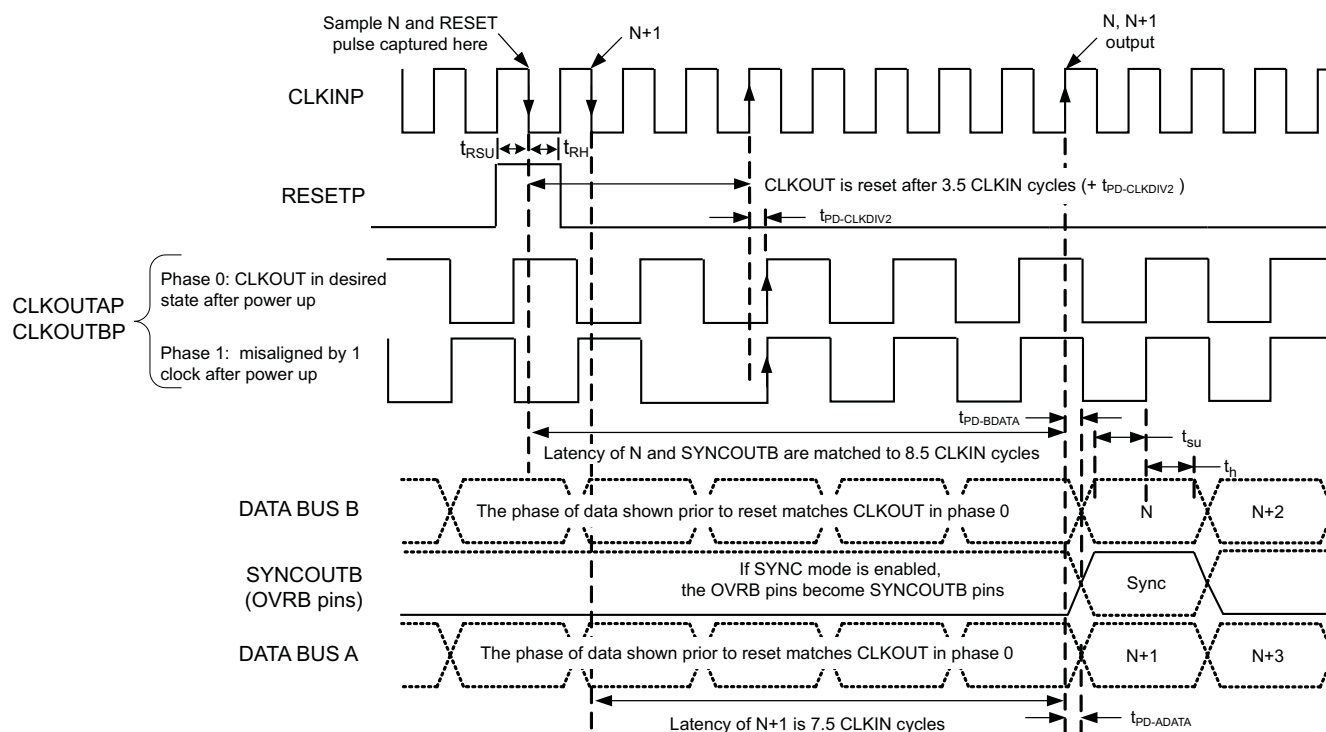 Sample N and RESET
pulse captured here
N+1
N, N+1
output
CLKINP
tRSU
tRH
CLKOUT is reset after 3.5 CLKIN cycles (+ tPD-CLKDIV2 )
RESETP
tPD-CLKDIV2
CLKOUTAP
CLKOUTBP
Phase 0: CLKOUT in desired
state after power up
Phase 1: misaligned by 1
clock after power up
tPD-BDATA
tsu
Latency of N and SYNCOUTB are matched to 8.5 CLKIN cycles
th
DATA BUS B
The phase of data shown prior to reset matches CLKOUT in phase 0
N
N+2
SYNCOUTB
(OVRB pins)
If SYNC mode is enabled,
the OVRB pins become SYNCOUTB pins
Sync
DATA BUS A
The phase of data shown prior to reset matches CLKOUT in phase 0
N+1
N+3
Latency of N+1 is 7.5 CLKIN cycles
tPD-ADATA